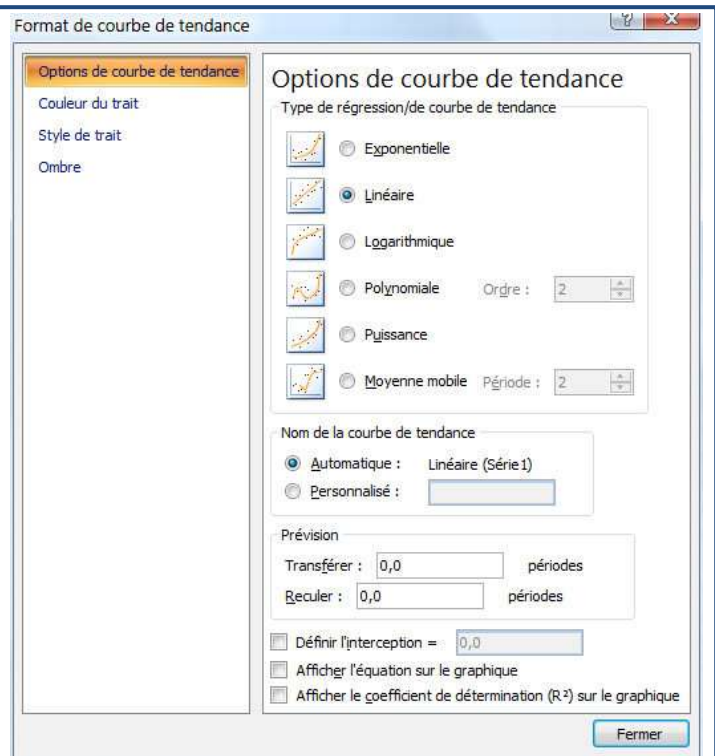 Format de courbe de tendance
Options de courbe de tendance
Couleur du trait
Style de trait
Ombre
Options de courbe de tendance
Type de régression/de courbe de tendance
Exponentielle
Linéaire
Logarithmique
Polynomiale Ordre : 2
Puissance
Moyenne mobile Période : 2
Nom de la courbe de tendance
Automatique : Linéaire (Série1)
Personnalisé :
Prévision
Transférer : 0,0 périodes
Reculer : 0,0 périodes
Définir l'interception = 0,0
Afficher l'équation sur le graphique
Afficher le coefficient de détermination (R²) sur le graphique
Fermer